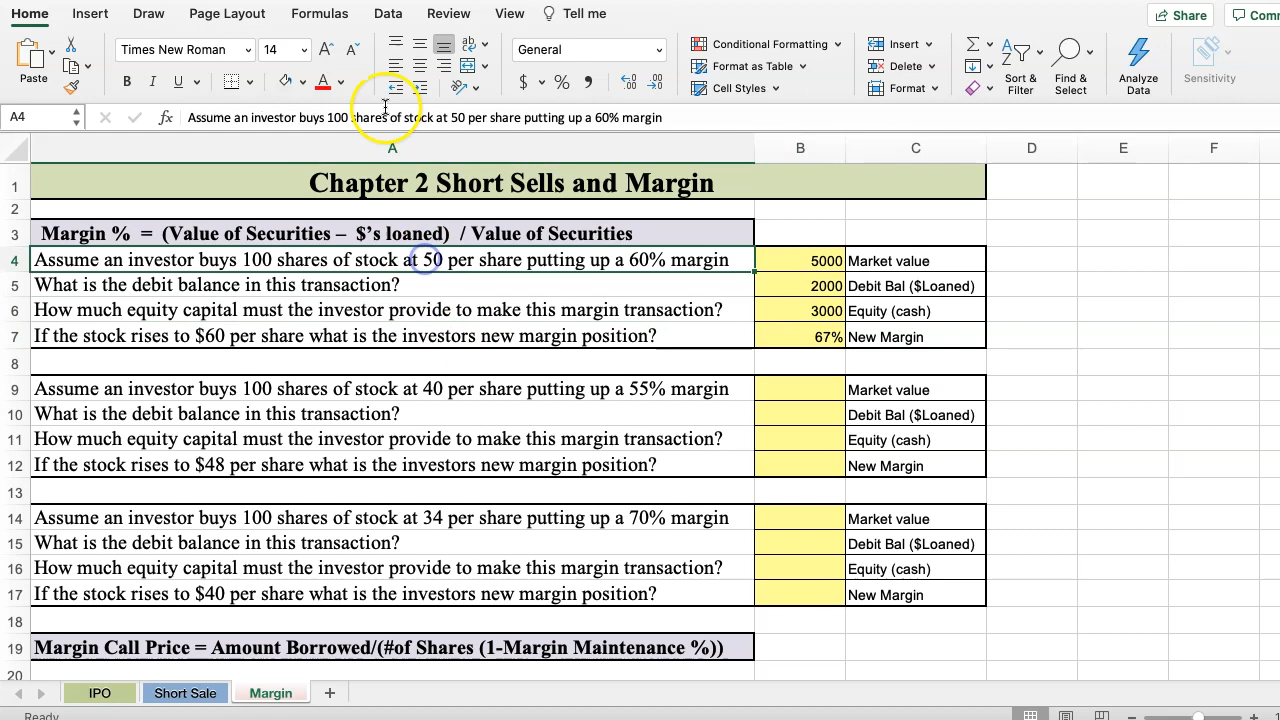 Home Insert Draw Page Layout Formulas Data Review View Tell me Share Com
Paste Times New Roman 14 General Conditional Formatting Insert
Format as Table Delete
Cell Styles Format
Sort & Filter Find & Select Analyze Data Sensitivity
A4 fx Assume an investor buys 100 shares of stock at 50 per share putting up a 60% margin
A B C D E F
1 Chapter 2 Short Sells and Margin
2
3 Margin % = (Value of Securities – $’s loaned) / Value of Securities
4 Assume an investor buys 100 shares of stock at 50 per share putting up a 60% margin 5000 Market value
5 What is the debit balance in this transaction? 2000 Debit Bal ($Loaned)
6 How much equity capital must the investor provide to make this margin transaction? 3000 Equity (cash)
7 If the stock rises to $60 per share what is the investors new margin position? 67% New Margin
8
9 Assume an investor buys 100 shares of stock at 40 per share putting up a 55% margin Market value
10 What is the debit balance in this transaction? Debit Bal ($Loaned)
11 How much equity capital must the investor provide to make this margin transaction? Equity (cash)
12 If the stock rises to $48 per share what is the investors new margin position? New Margin
13
14 Assume an investor buys 100 shares of stock at 34 per share putting up a 70% margin Market value
15 What is the debit balance in this transaction? Debit Bal ($Loaned)
16 How much equity capital must the investor provide to make this margin transaction? Equity (cash)
17 If the stock rises to $40 per share what is the investors new margin position? New Margin
18
19 Margin Call Price = Amount Borrowed/(#of Shares (1-Margin Maintenance %))
20
IPO Short Sale Margin
Ready